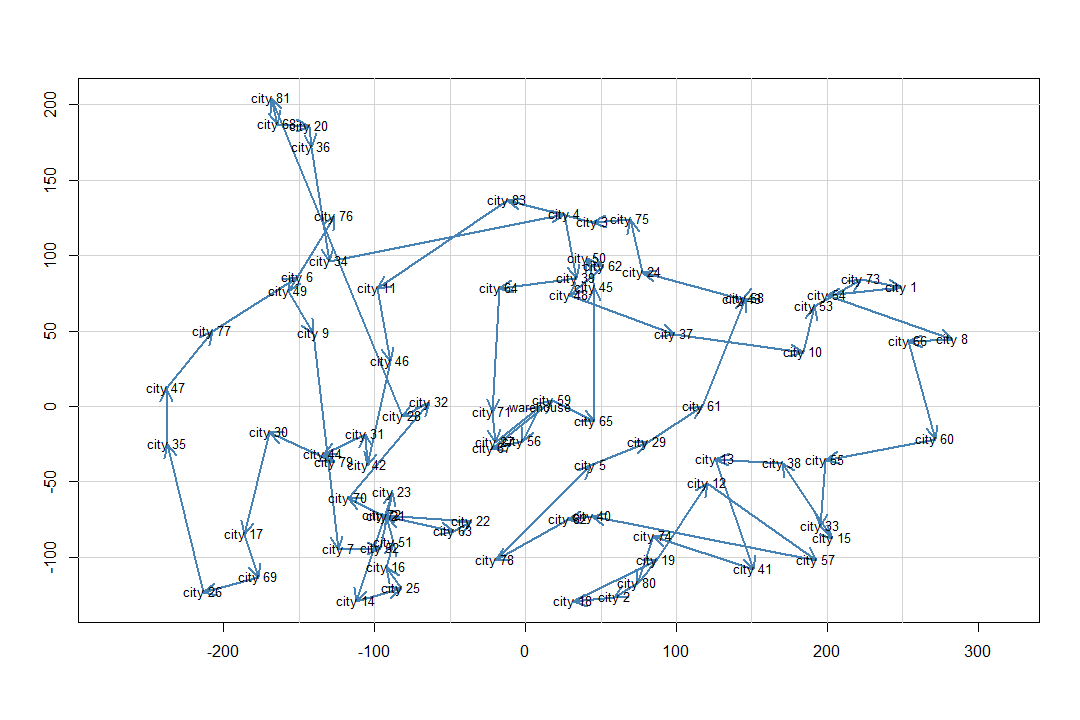 200
150
100
50
0
-50
-100
-200
-100
0
100
200
300
city 81
city 20
city 36
city 76
city 83
city 4
city 75
city 34
city 50
city 62
city 24
city 6
city 49
city 11
city 64
city 39
city 45
city 48
city 73
city 1
city 54
city 53
city 77
city 9
city 37
city 10
city 66
city 8
city 46
city 47
city 32
city 28
city 71
warehouse
city 59
city 65
city 61
city 56
city 67
city 29
city 60
city 30
city 31
city 35
city 44
city 79
city 42
city 5
city 13
city 38
city 55
city 12
city 70
city 23
city 22
city 63
city 40
city 74
city 33
city 15
city 17
city 7
city 51
city 16
city 78
city 19
city 57
city 41
city 69
city 26
city 14
city 25
city 80
city 2
city 18